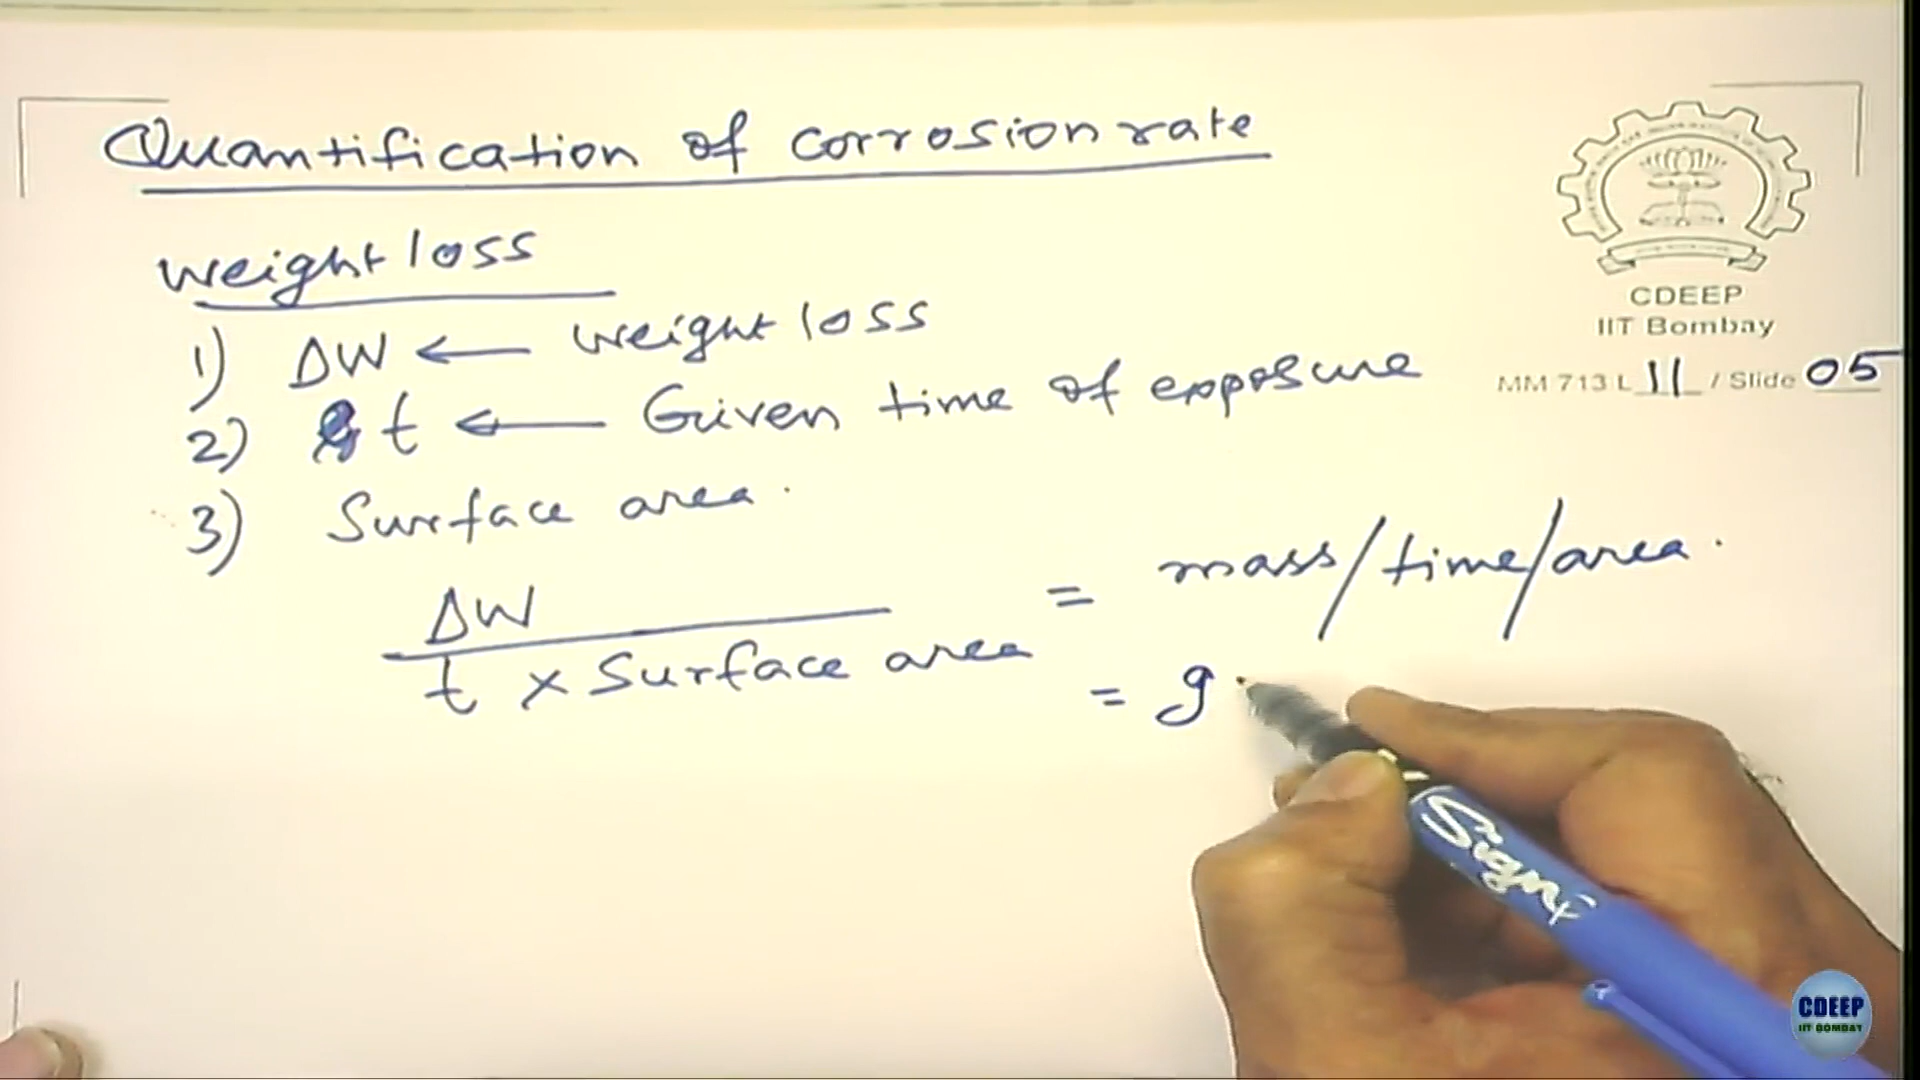 Quantification of corrosion rate
Weight loss
1) ΔW ← Weight loss
2) t ← Given time of exposure
3) Surface area.
ΔW
t × Surface area
= mass/time/area.
= g
CDEEP
IIT Bombay
MM 713 L 11 / Slide 05
Signi
CDEEP
IIT BOMBAY